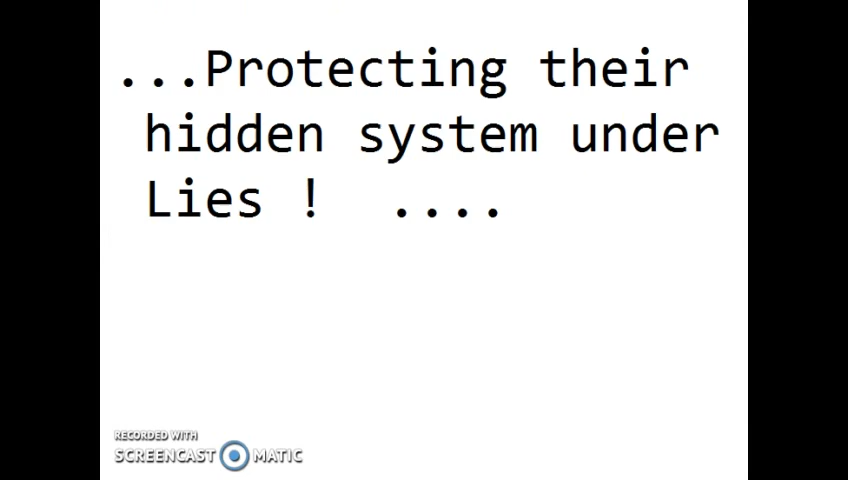 ...Protecting their
hidden system under
Lies !  ....
RECORDED WITH
SCREENCAST MATIC